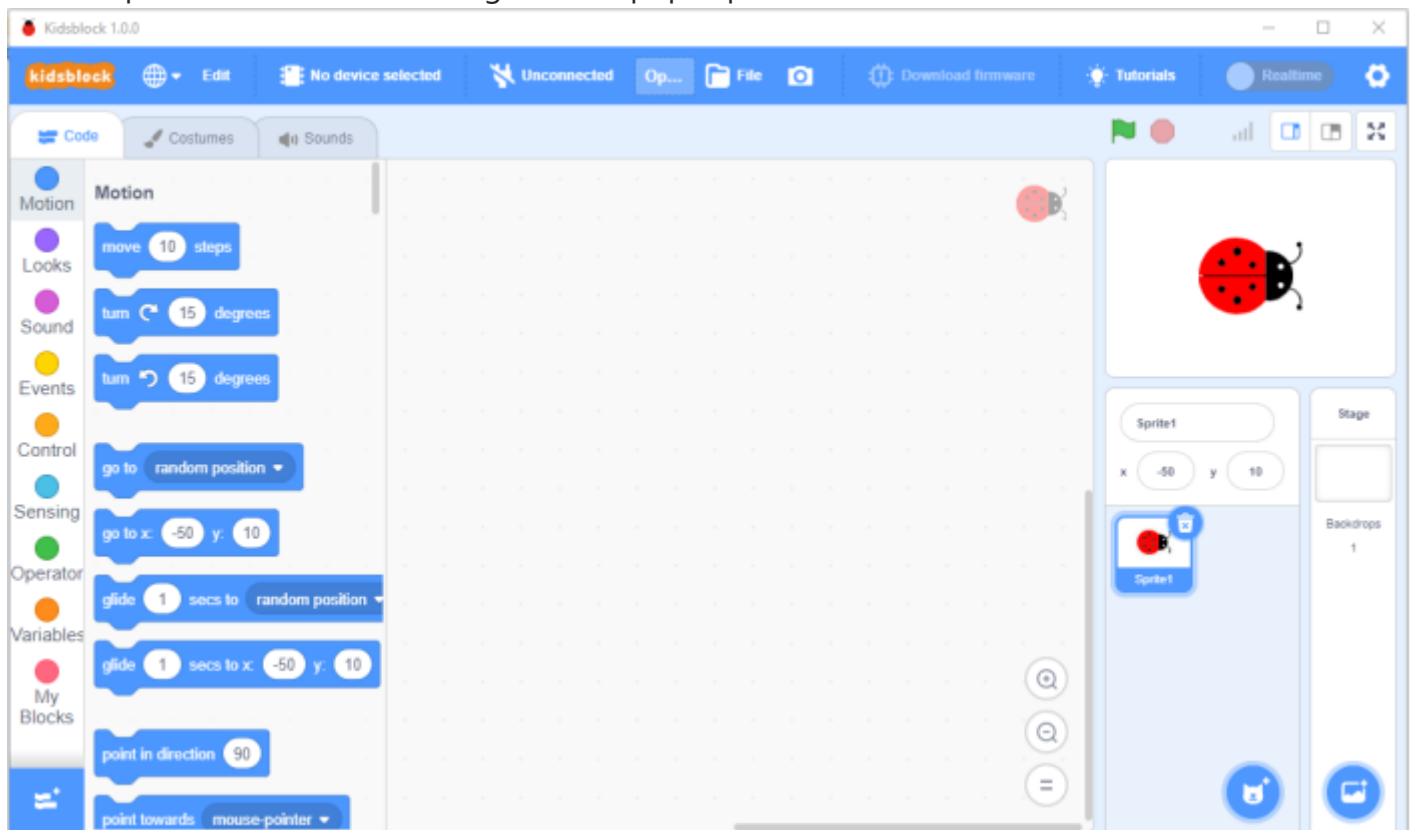 Kidsblock 1.0.0
kidsblock Edit No device selected Unconnected Op... File Download firmware Tutorials Realtime
Code Costumes Sounds
Motion
Looks
Sound
Events
Control
Sensing
Operator
Variables
My
Blocks
Motion
move 10 steps
turn 15 degrees
turn 15 degrees
go to random position
go to x: -50 y: 10
glide 1 secs to random position
glide 1 secs to x: -50 y: 10
point in direction 90
point towards mouse-pointer
Sprite1
x -50 y 10
Sprite1
Stage
Backdrops
1